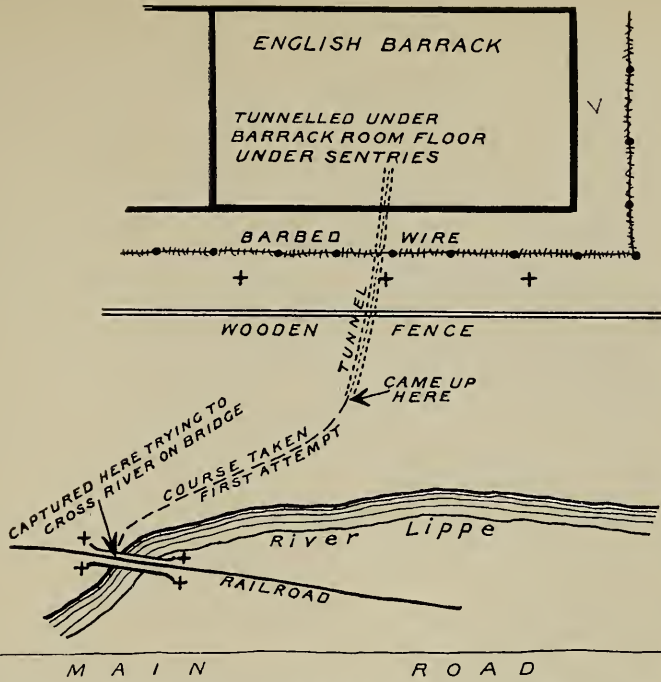 ENGLISH BARRACK
TUNNELLED UNDER
BARRACK ROOM FLOOR
UNDER SENTRIES
BARBED WIRE
WOODEN FENCE
TUNNEL
CAME UP
HERE
CAPTURED HERE TRYING TO
CROSS RIVER ON BRIDGE
COURSE TAKEN
FIRST ATTEMPT
River Lippe
RAILROAD
MAIN ROAD